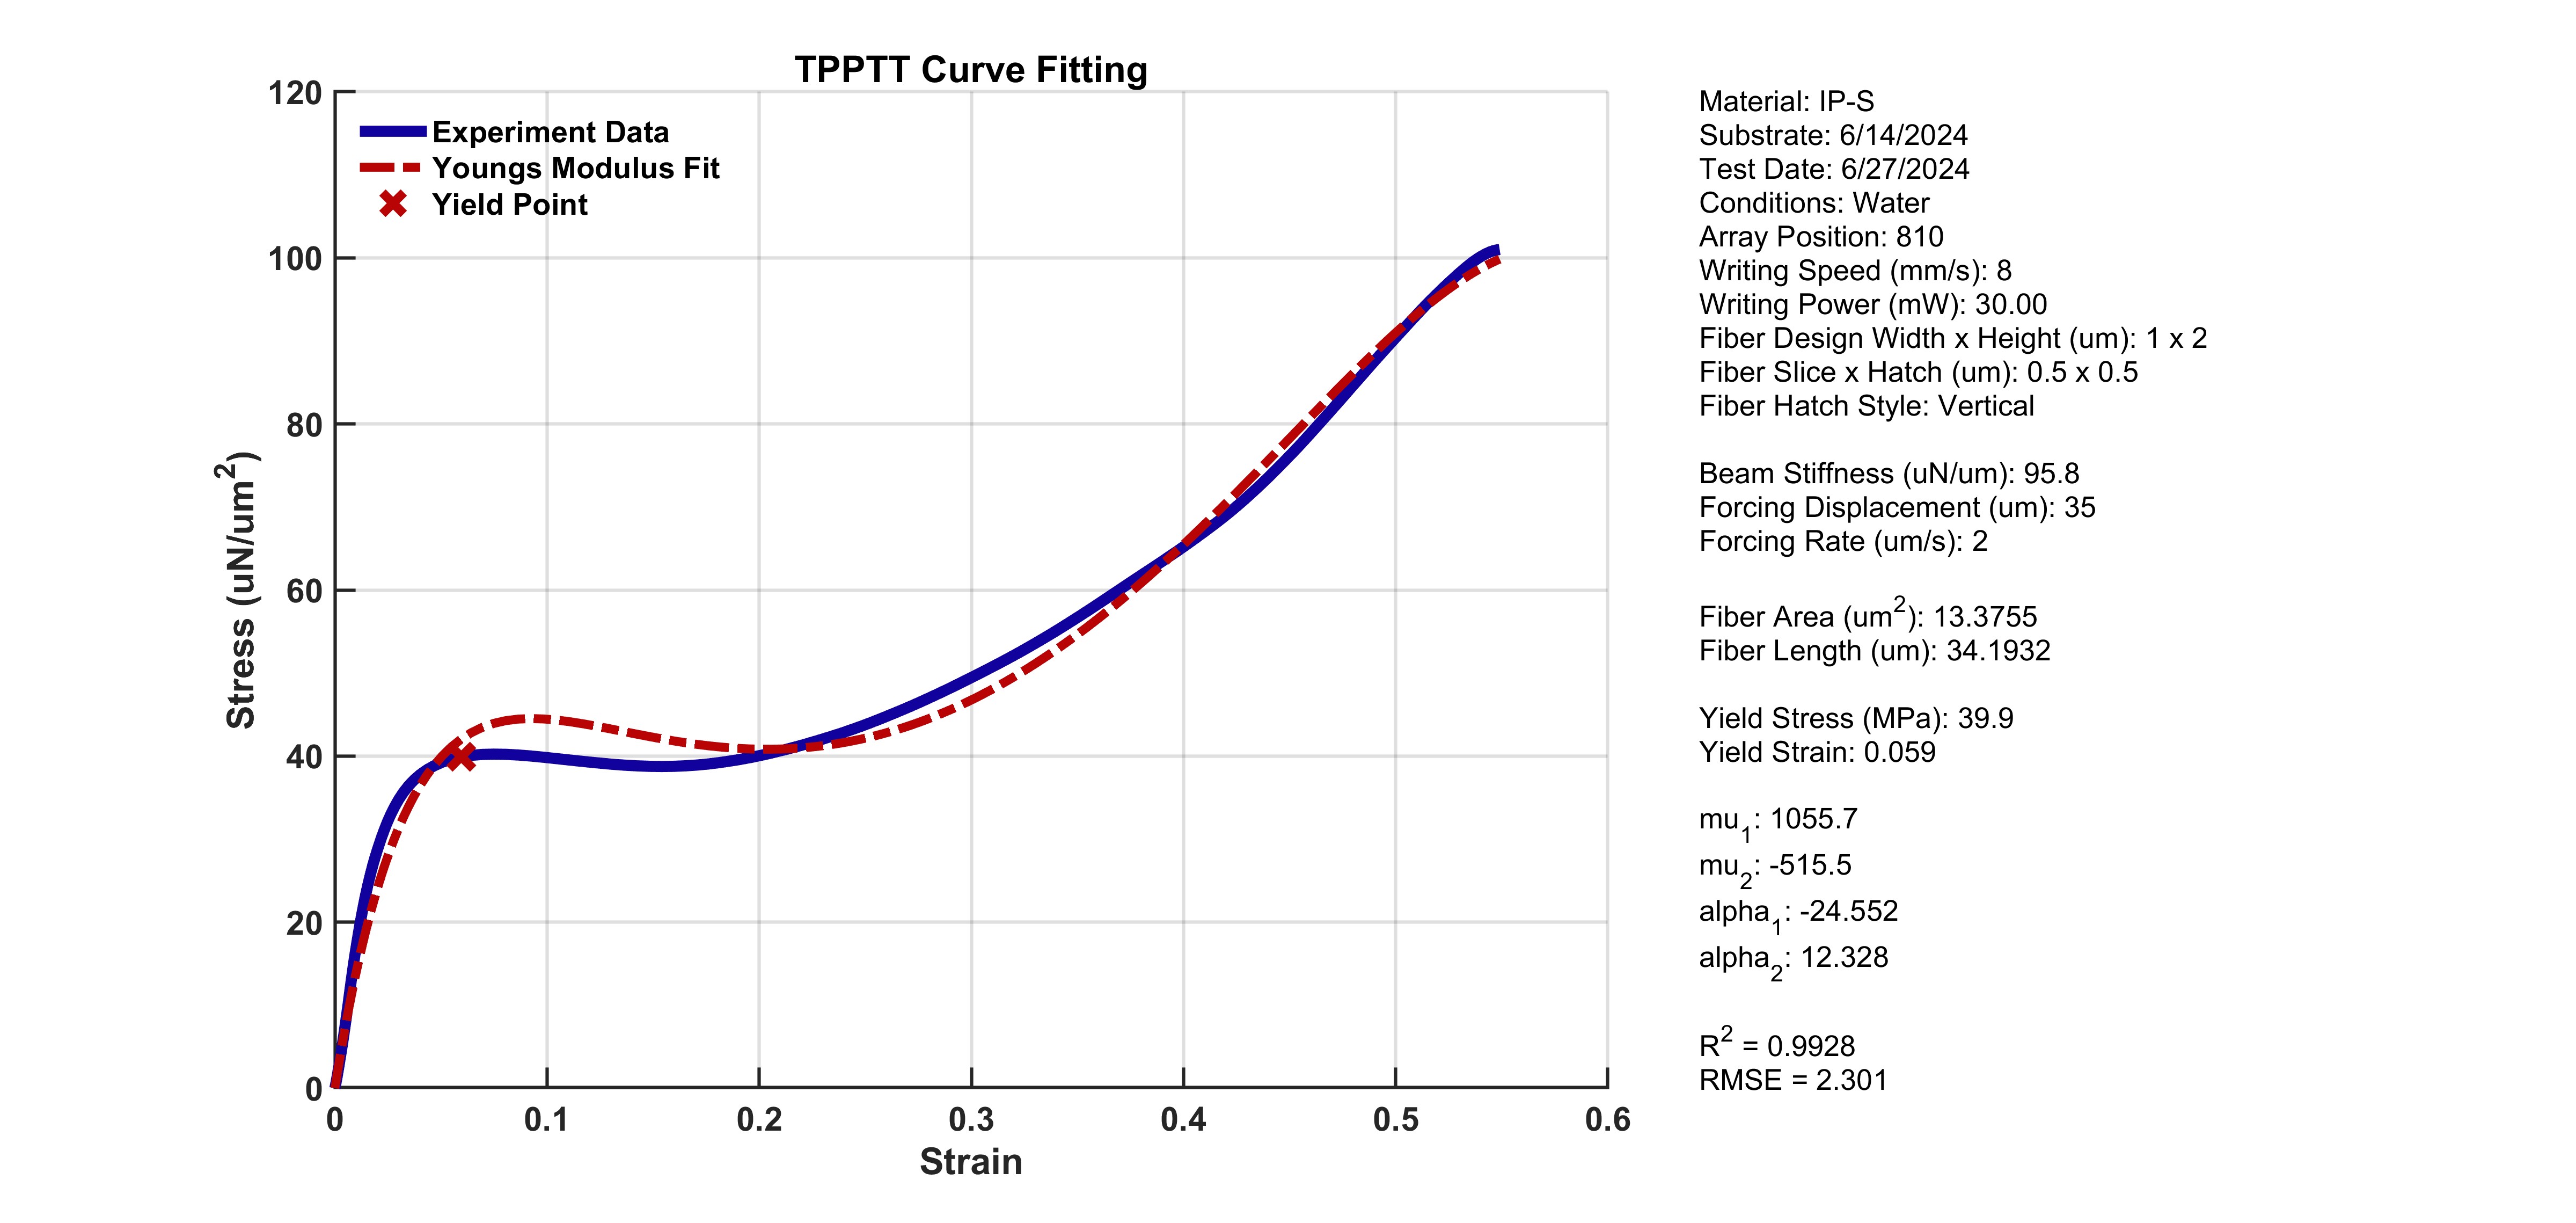 TPPTT Curve Fitting
120
100
80
60
40
20
0
Stress (uN/um²)
Experiment Data
Youngs Modulus Fit
Yield Point
0 0.1 0.2 0.3 0.4 0.5 0.6
Strain
Material: IP-S
Substrate: 6/14/2024
Test Date: 6/27/2024
Conditions: Water
Array Position: 810
Writing Speed (mm/s): 8
Writing Power (mW): 30.00
Fiber Design Width x Height (um): 1 x 2
Fiber Slice x Hatch (um): 0.5 x 0.5
Fiber Hatch Style: Vertical
Beam Stiffness (uN/um): 95.8
Forcing Displacement (um): 35
Forcing Rate (um/s): 2
Fiber Area (um²): 13.3755
Fiber Length (um): 34.1932
Yield Stress (MPa): 39.9
Yield Strain: 0.059
mu₁: 1055.7
mu₂: -515.5
alpha₁: -24.552
alpha₂: 12.328
R² = 0.9928
RMSE = 2.301